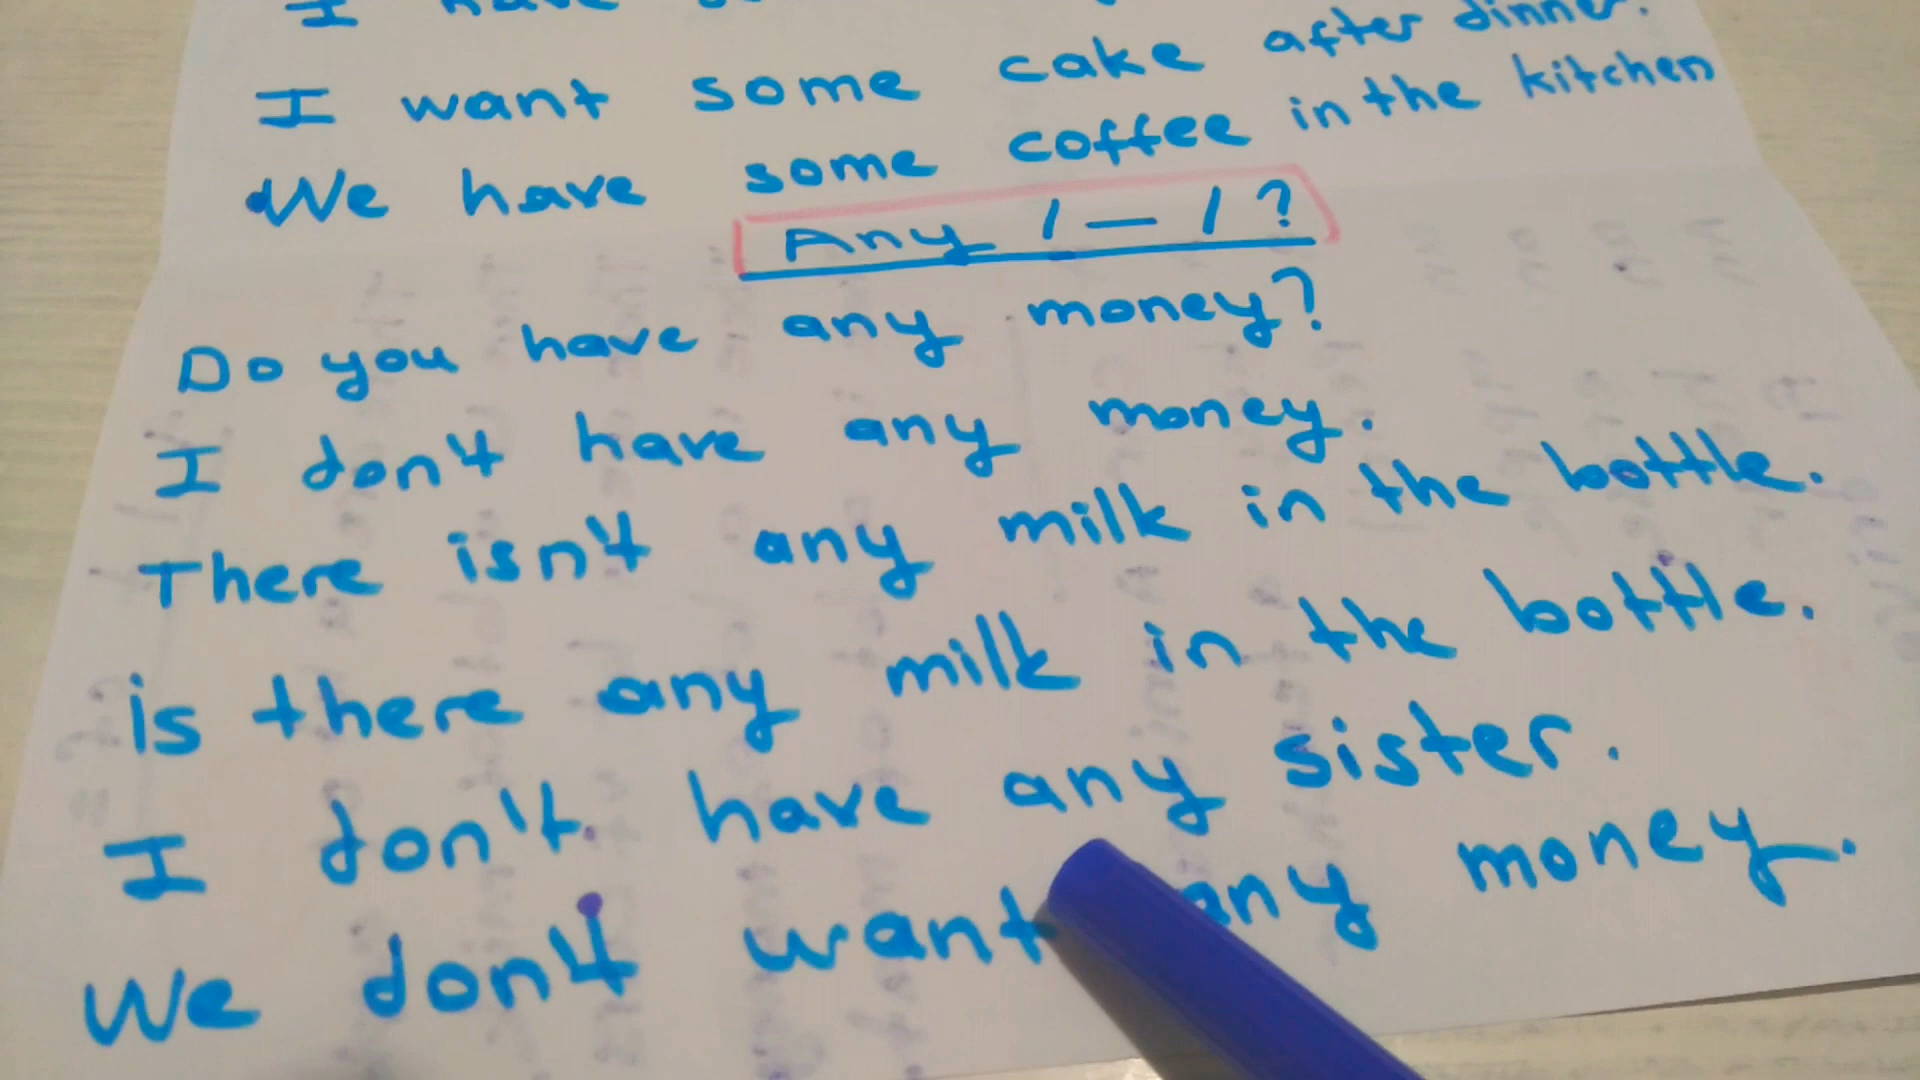 I have
I want some cake after dinner.
We have some coffee in the kitchen
Any / — / ?
Do you have any money?
I don't have any money.
There isn't any milk in the bottle.
is there any milk in the bottle.
I don't have any sister.
We don't want any money.